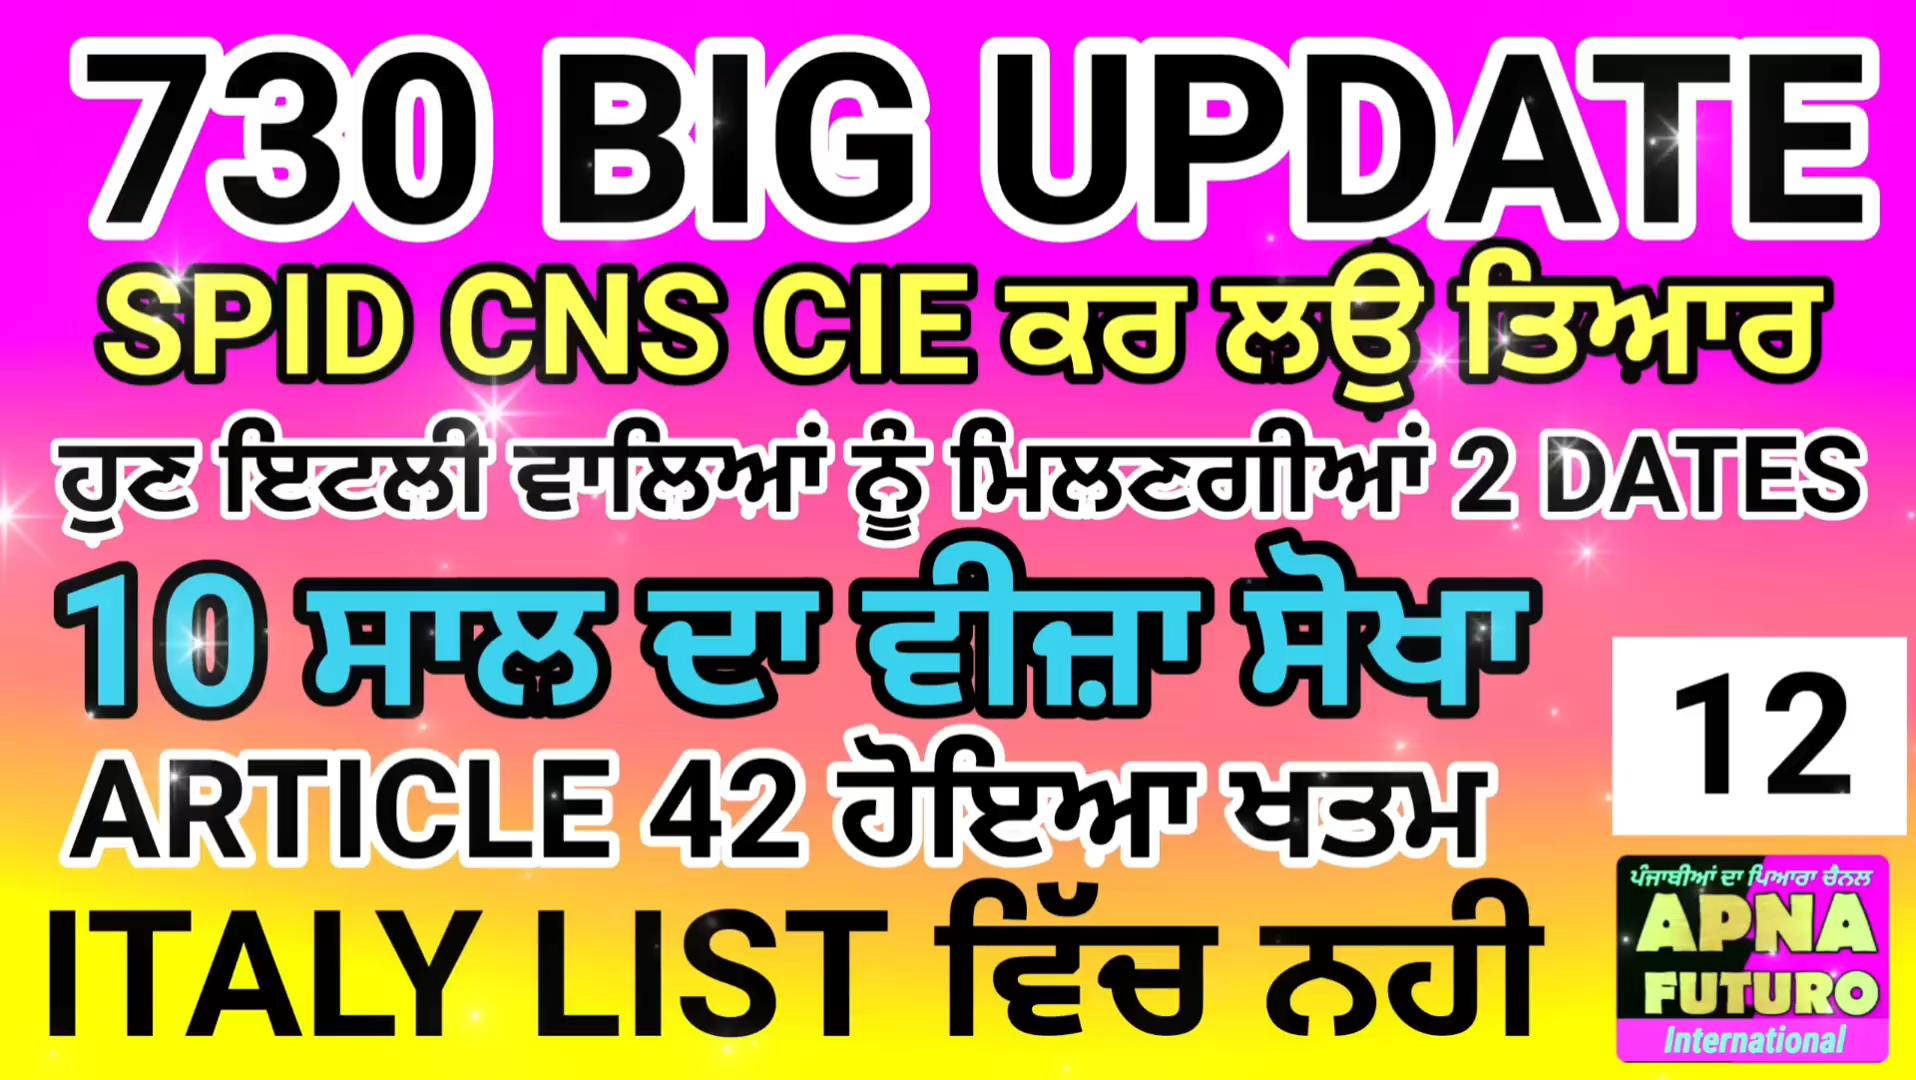 730 BIG UPDATE
SPID CNS CIE ਕਰ ਲਉ ਤਿਆਰ
ਹੁਣ ਇਟਲੀ ਵਾਲਿਆਂ ਨੂੰ ਮਿਲਣਗੀਆਂ 2 DATES
10 ਸਾਲ ਦਾ ਵੀਜ਼ਾ ਸੋਖਾ
12
ARTICLE 42 ਹੋਇਆ ਖਤਮ
ITALY LIST ਵਿੱਚ ਨਹੀ
ਪੰਜਾਬੀਆਂ ਦਾ ਪਿਆਰਾ ਚੈਨਲ
APNA
FUTURO
International